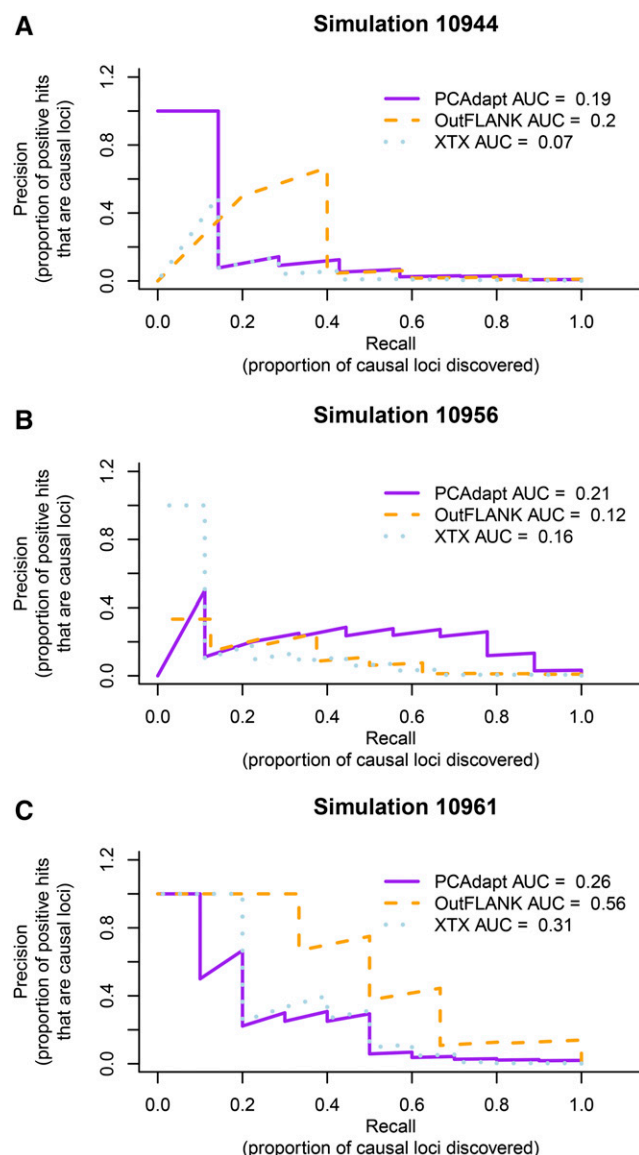 A
Simulation 10944
Precision
(proportion of positive hits
that are causal loci)
0.0 0.4 0.8 1.2
PCAdapt AUC = 0.19
OutFLANK AUC = 0.2
XTX AUC = 0.07
0.0 0.2 0.4 0.6 0.8 1.0
Recall
(proportion of causal loci discovered)
B
Simulation 10956
Precision
(proportion of positive hits
that are causal loci)
0.0 0.4 0.8 1.2
PCAdapt AUC = 0.21
OutFLANK AUC = 0.12
XTX AUC = 0.16
0.0 0.2 0.4 0.6 0.8 1.0
Recall
(proportion of causal loci discovered)
C
Simulation 10961
Precision
(proportion of positive hits
that are causal loci)
0.0 0.4 0.8 1.2
PCAdapt AUC = 0.26
OutFLANK AUC = 0.56
XTX AUC = 0.31
0.0 0.2 0.4 0.6 0.8 1.0
Recall
(proportion of causal loci discovered)